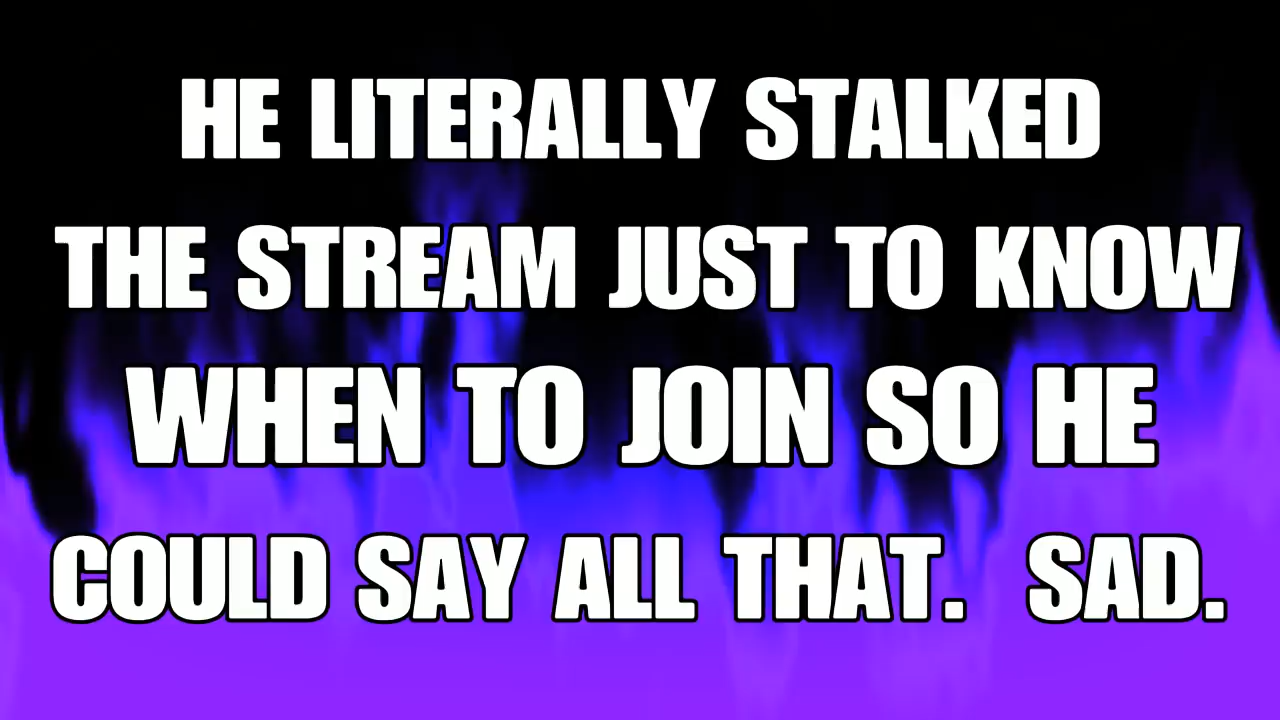 HE LITERALLY STALKED
THE STREAM JUST TO KNOW
WHEN TO JOIN SO HE
COULD SAY ALL THAT.  SAD.